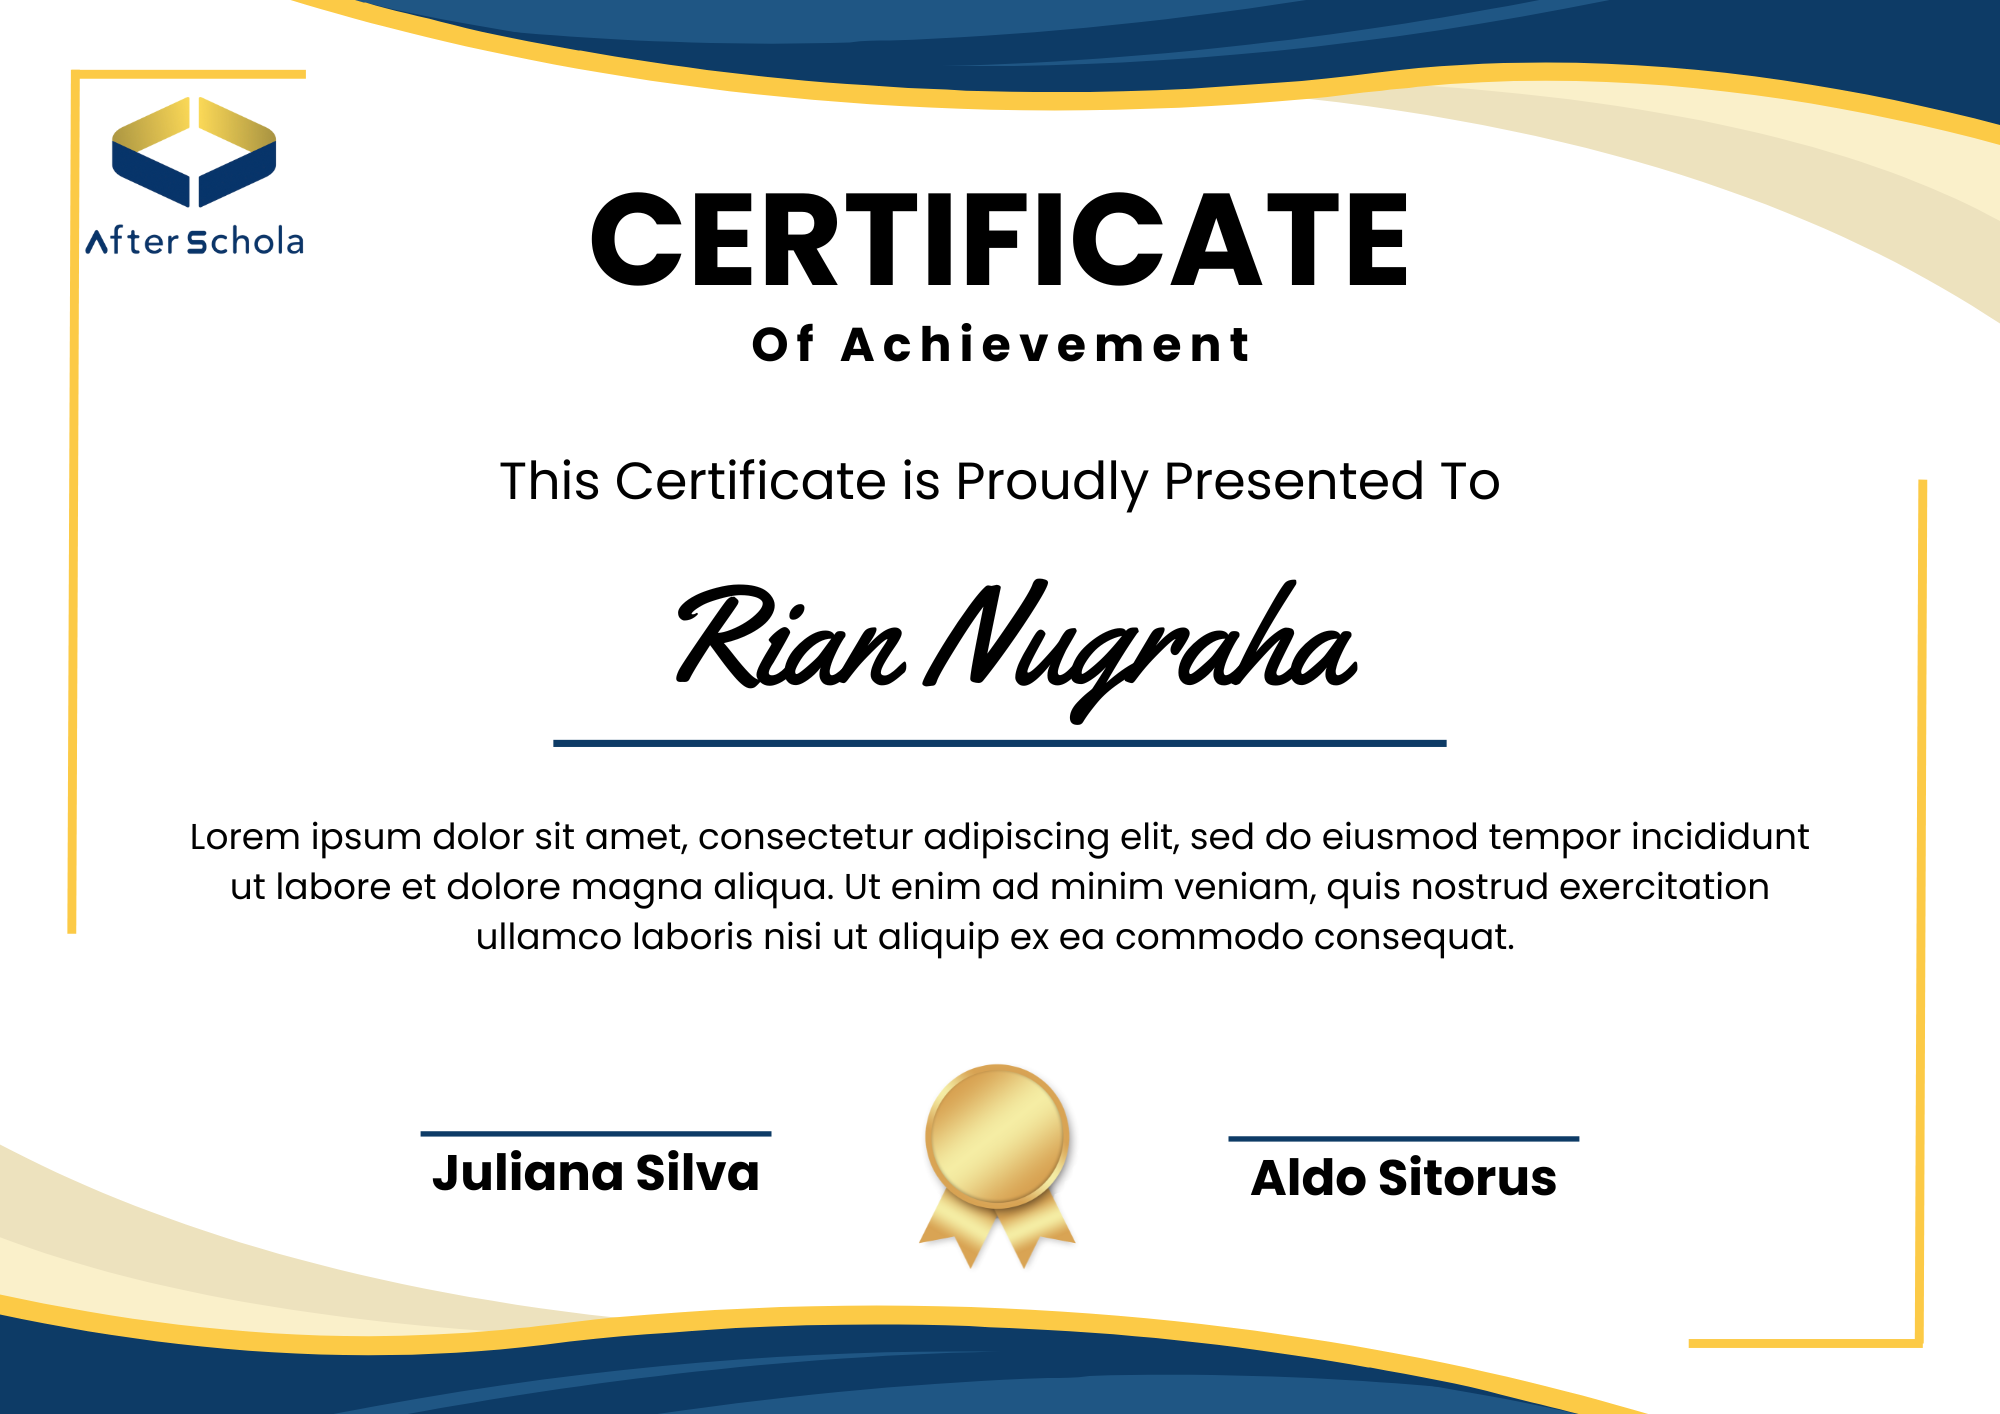 After Schola
CERTIFICATE
Of Achievement
This Certificate is Proudly Presented To
Rian Nugraha
Lorem ipsum dolor sit amet, consectetur adipiscing elit, sed do eiusmod tempor incididunt
ut labore et dolore magna aliqua. Ut enim ad minim veniam, quis nostrud exercitation
ullamco laboris nisi ut aliquip ex ea commodo consequat.
Juliana Silva
Aldo Sitorus